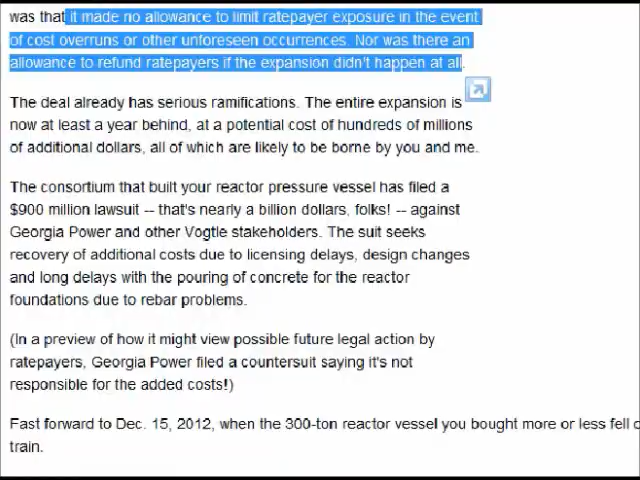 was that it made no allowance to limit ratepayer exposure in the event
of cost overruns or other unforeseen occurrences. Nor was there an
allowance to refund ratepayers if the expansion didn't happen at all.
The deal already has serious ramifications. The entire expansion is
now at least a year behind, at a potential cost of hundreds of millions
of additional dollars, all of which are likely to be borne by you and me.
The consortium that built your reactor pressure vessel has filed a
$900 million lawsuit -- that's nearly a billion dollars, folks! -- against
Georgia Power and other Vogtle stakeholders. The suit seeks
recovery of additional costs due to licensing delays, design changes
and long delays with the pouring of concrete for the reactor
foundations due to rebar problems.
(In a preview of how it might view possible future legal action by
ratepayers, Georgia Power filed a countersuit saying it's not
responsible for the added costs!)
Fast forward to Dec. 15, 2012, when the 300-ton reactor vessel you bought more or less fell
train.